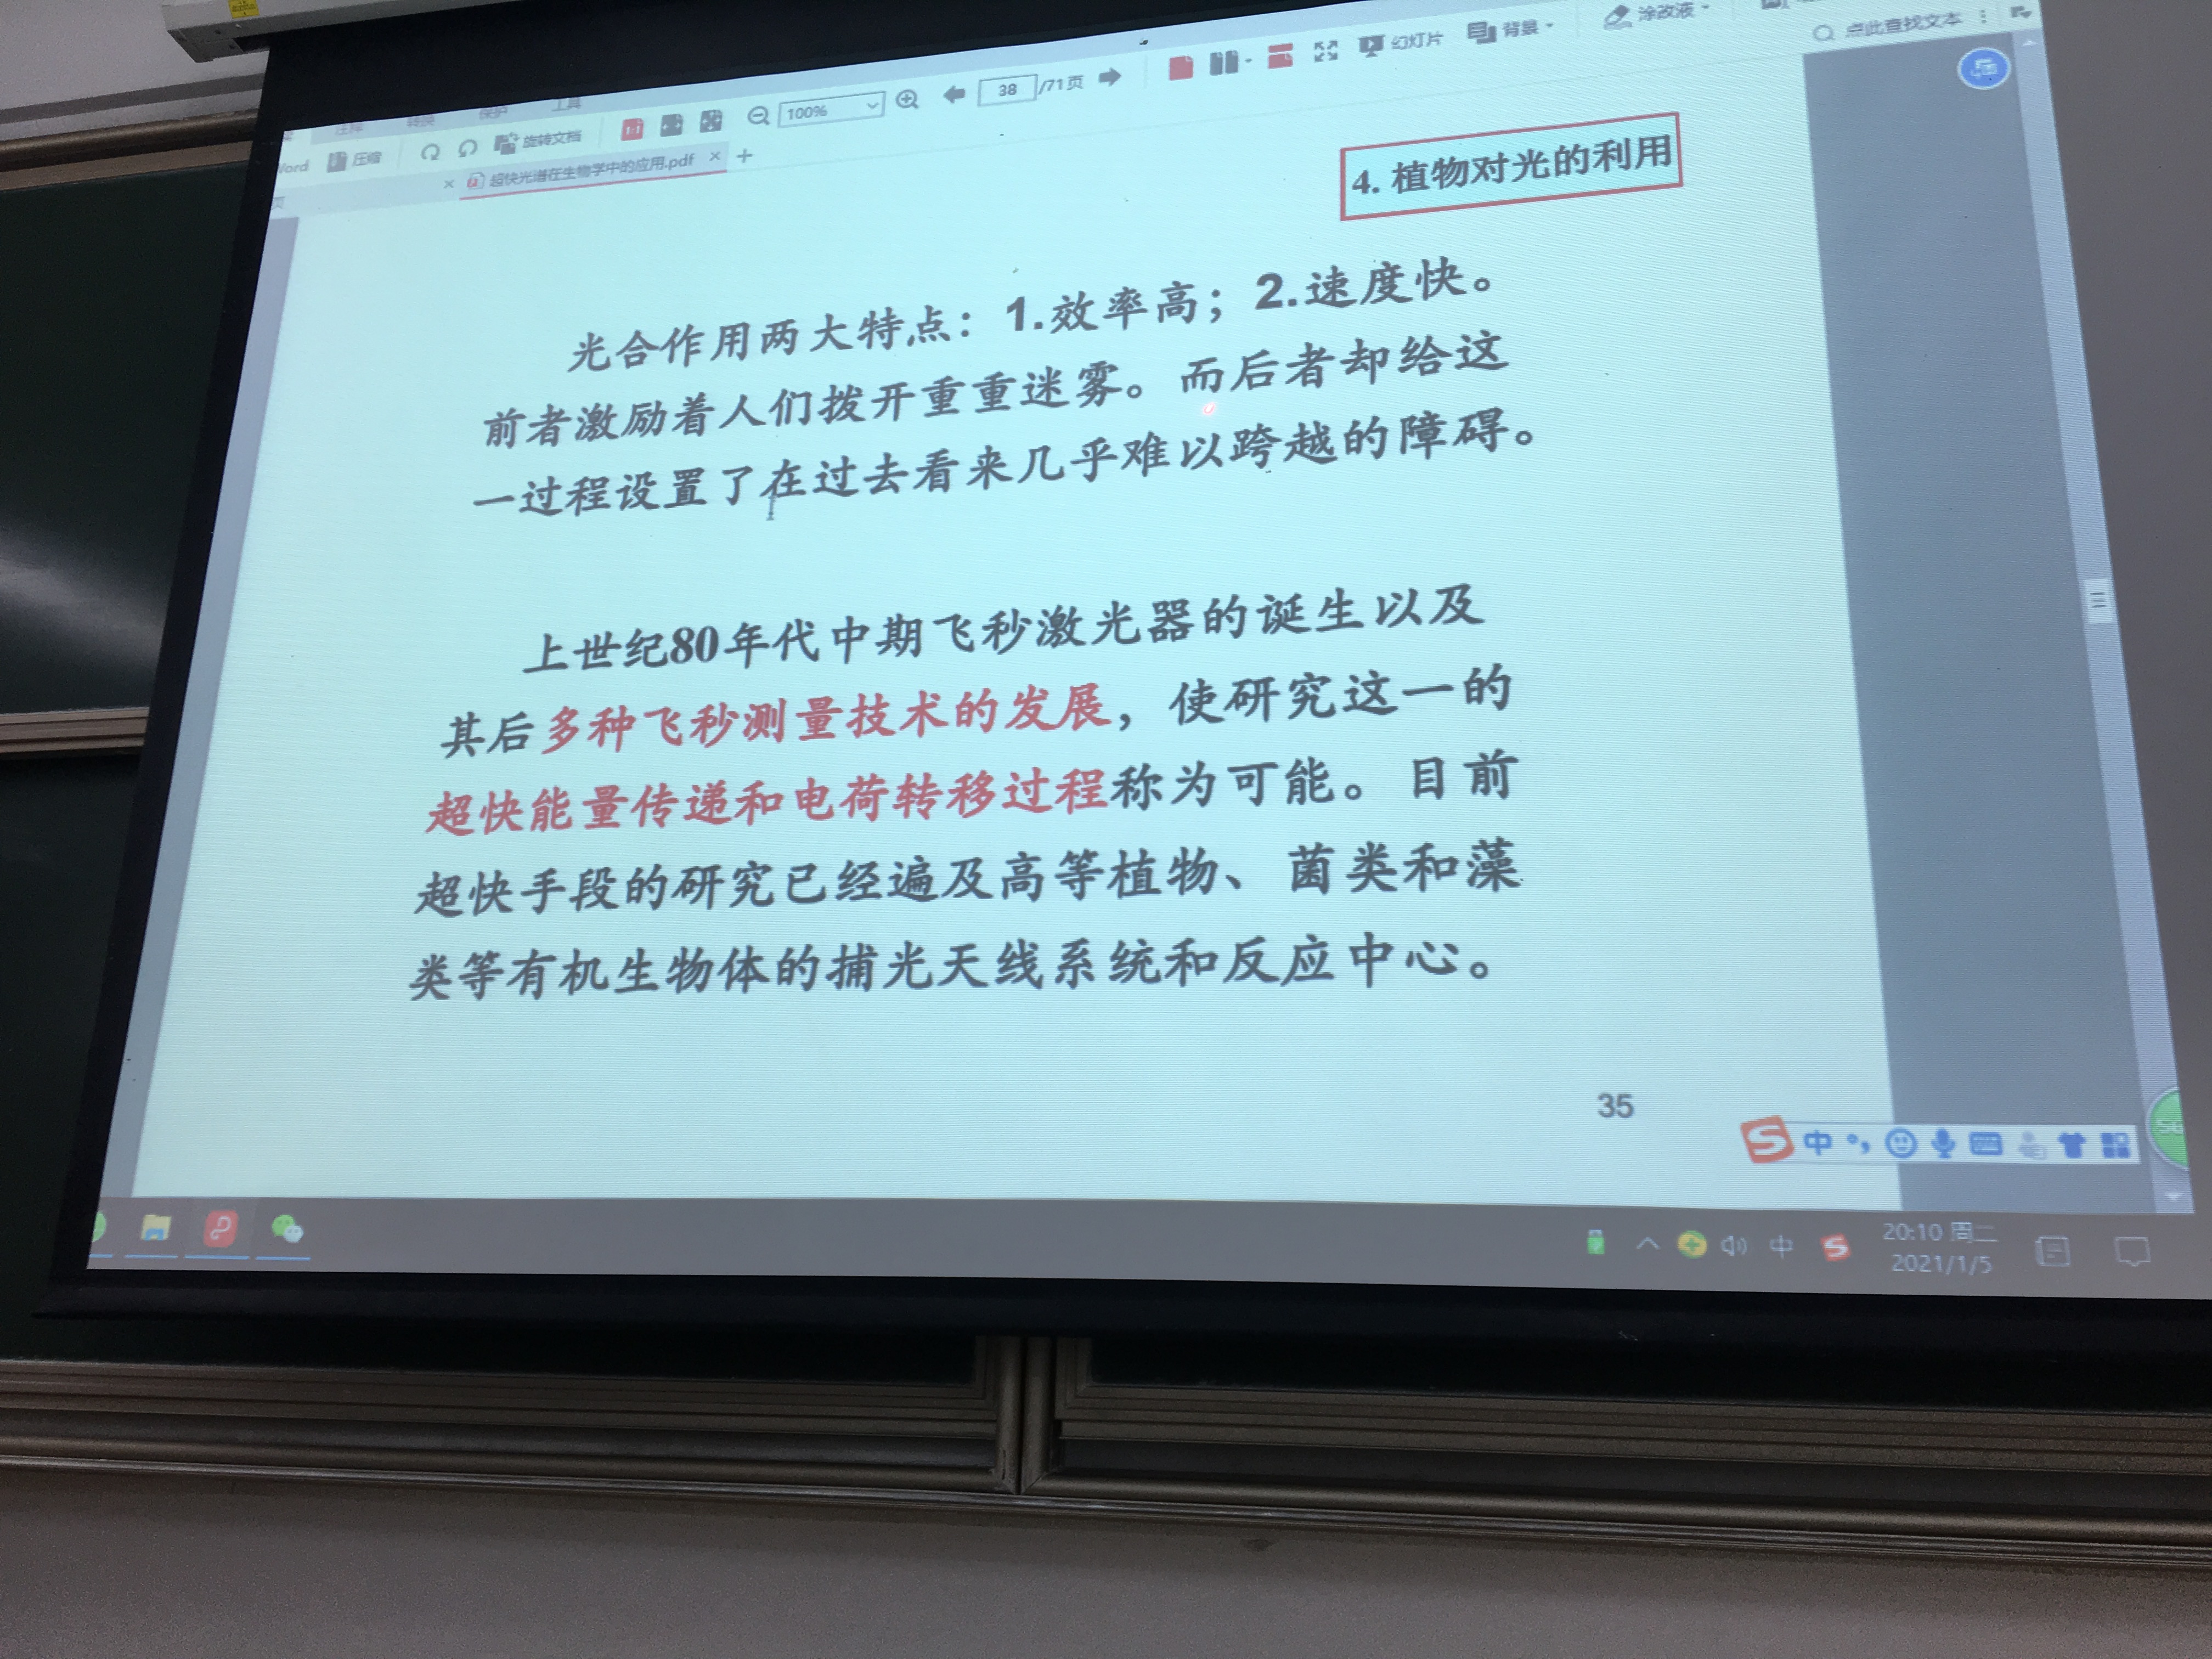 工具
保护
转换
注释
Word
压缩
旋转文档
100%
38
/71页
幻灯片
背景
涂改液
点此查找文本
超快光谱在生物学中的应用.pdf
4. 植物对光的利用
光合作用两大特点：1.效率高；2.速度快。
前者激励着人们拨开重重迷雾。而后者却给这
一过程设置了在过去看来几乎难以跨越的障碍。
上世纪80年代中期飞秒激光器的诞生以及
其后多种飞秒测量技术的发展，使研究这一的
超快能量传递和电荷转移过程称为可能。目前
超快手段的研究已经遍及高等植物、菌类和藻
类等有机生物体的捕光天线系统和反应中心。
35
中
中
20:10 周二
2021/1/5